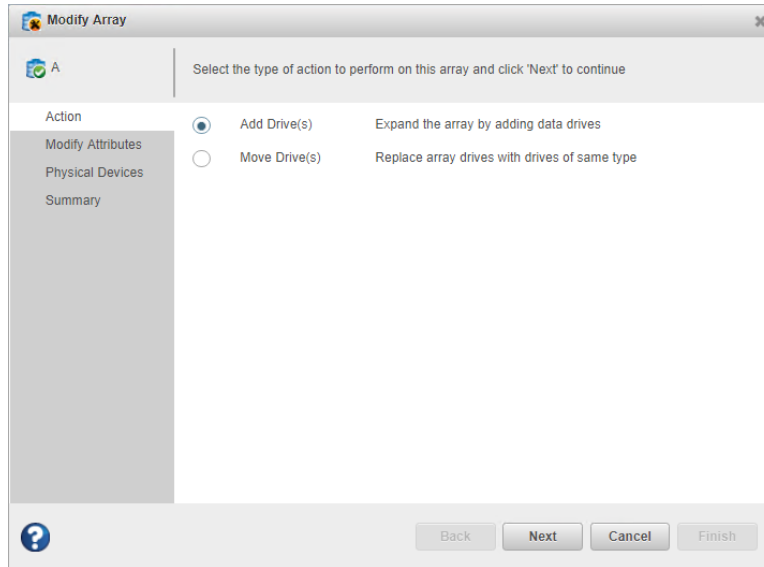 Modify Array
A
Select the type of action to perform on this array and click 'Next' to continue
Action
Modify Attributes
Physical Devices
Summary
Add Drive(s) Expand the array by adding data drives
Move Drive(s) Replace array drives with drives of same type
?
Back Next Cancel Finish